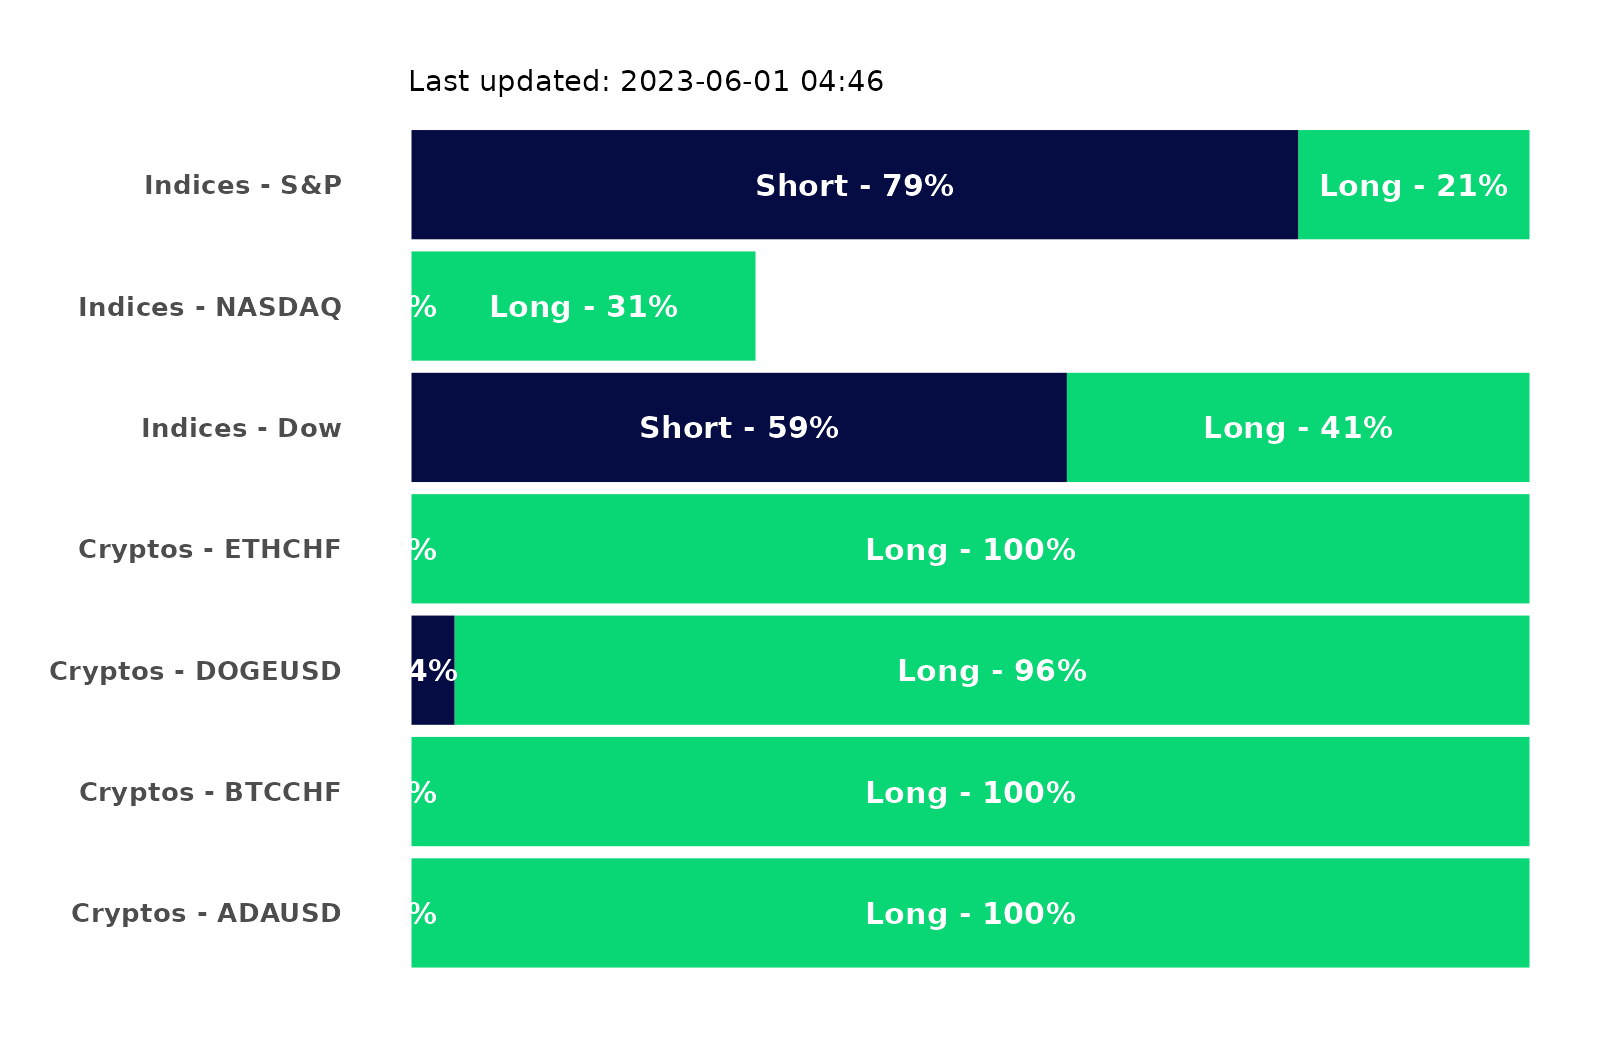 Last updated: 2023-06-01 04:46
Indices - S&P Short - 79% Long - 21%
Indices - NASDAQ % Long - 31%
Indices - Dow Short - 59% Long - 41%
Cryptos - ETHCHF % Long - 100%
Cryptos - DOGEUSD 4% Long - 96%
Cryptos - BTCCHF % Long - 100%
Cryptos - ADAUSD % Long - 100%